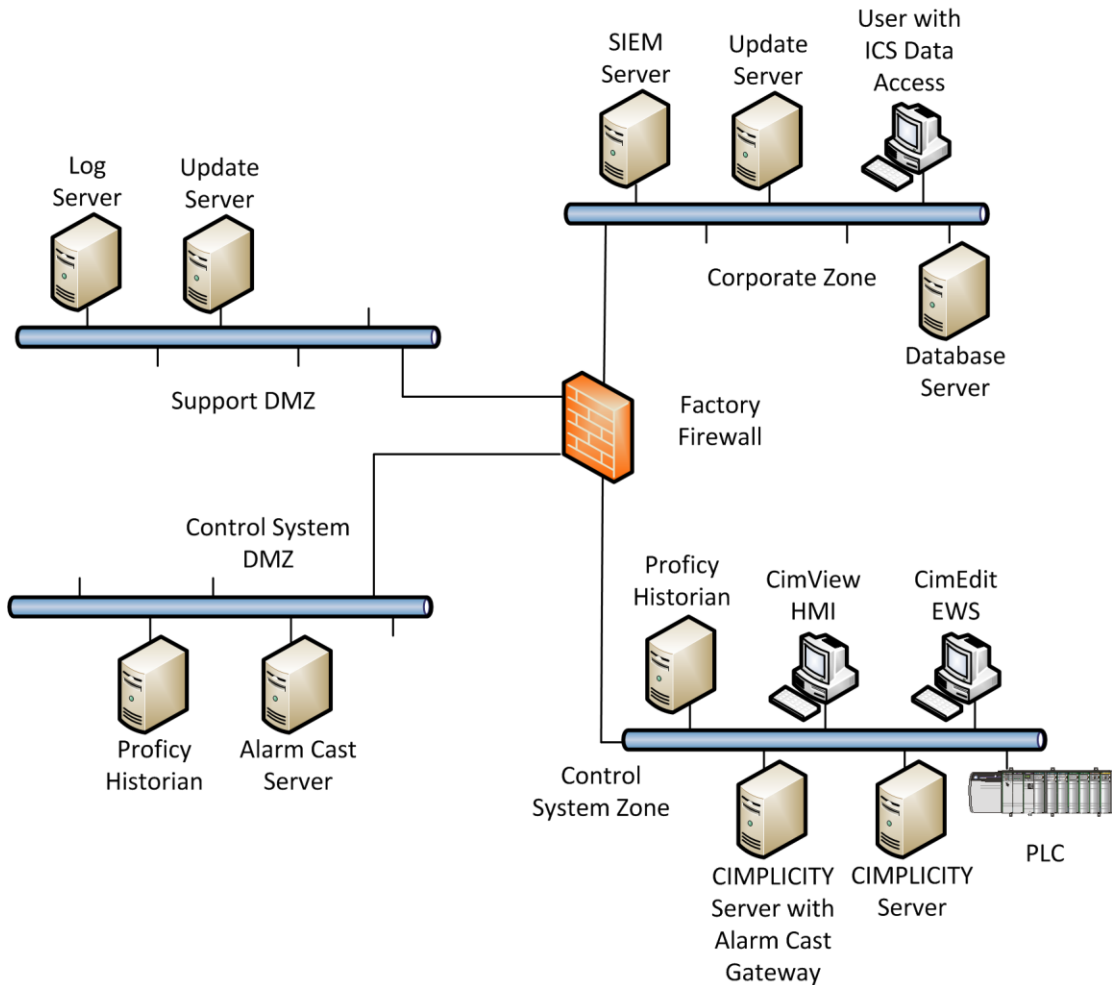 SIEM
Server
Update
Server
User with
ICS Data
Access
Log
Server
Update
Server
Corporate Zone
Database
Server
Support DMZ
Factory
Firewall
Control System
DMZ
Proficy
Historian
CimView
HMI
CimEdit
EWS
Proficy
Historian
Alarm Cast
Server
Control
System Zone
PLC
CIMPLICITY
Server with
Alarm Cast
Gateway
CIMPLICITY
Server